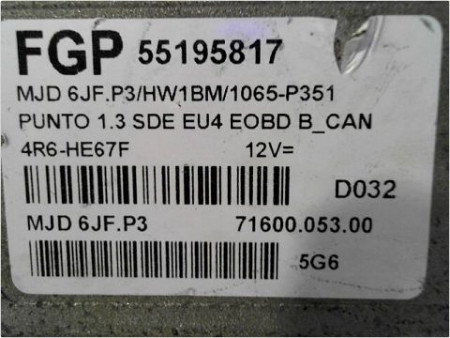 FGP 55195817
MJD 6JF.P3/HW1BM/1065-P351
PUNTO 1.3 SDE EU4 EOBD B_CAN
4R6-HE67F 12V=
D032
MJD 6JF.P3 71600.053.00
5G6